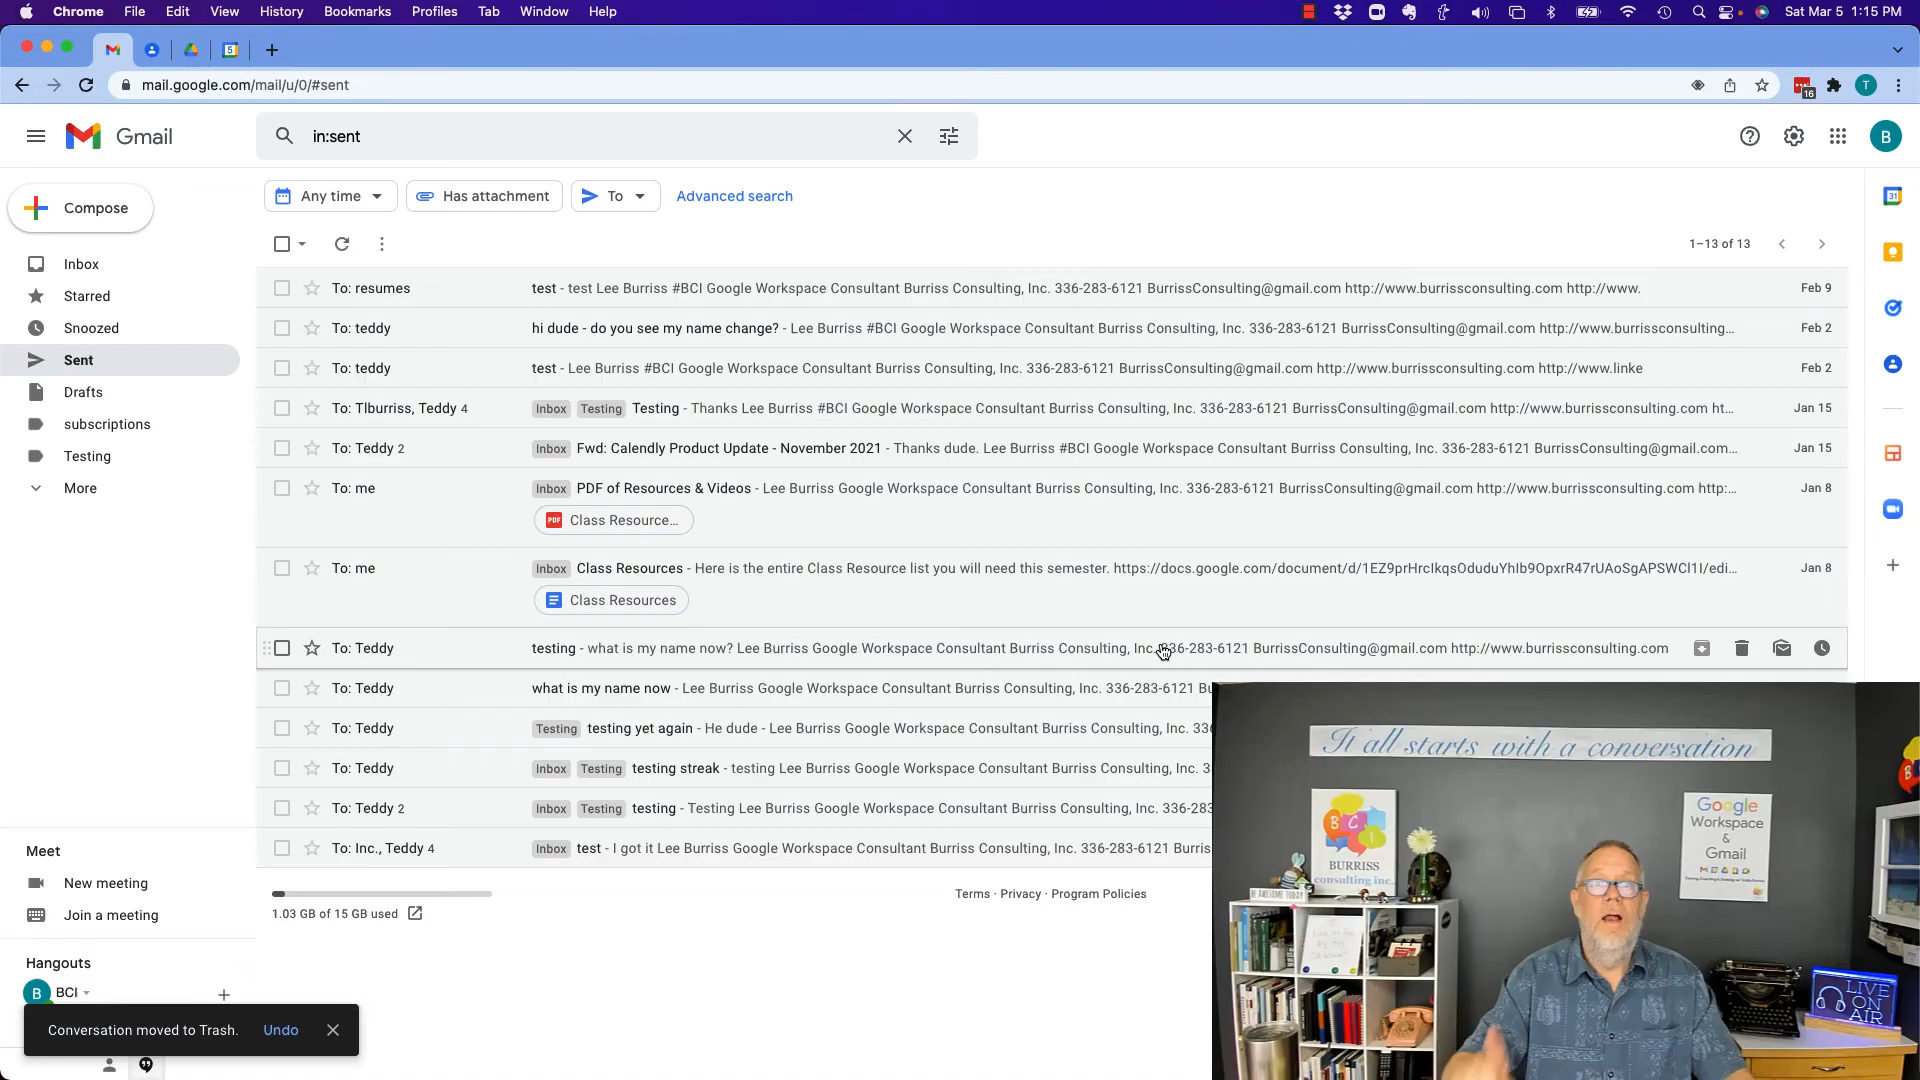 Chrome File Edit View History Bookmarks Profiles Tab Window Help Sat Mar 5 1:15 PM
mail.google.com/mail/u/0/#sent
16
T
Gmail
in:sent
B
Compose
Any time
Has attachment
To
Advanced search
1–13 of 13
Inbox
Starred
Snoozed
Sent
Drafts
subscriptions
Testing
More
To: resumes test - test Lee Burriss #BCI Google Workspace Consultant Burriss Consulting, Inc. 336-283-6121 BurrissConsulting@gmail.com http://www.burrissconsulting.com http://www. Feb 9
To: teddy hi dude - do you see my name change? - Lee Burriss #BCI Google Workspace Consultant Burriss Consulting, Inc. 336-283-6121 BurrissConsulting@gmail.com http://www.burrissconsulting... Feb 2
To: teddy test - Lee Burriss #BCI Google Workspace Consultant Burriss Consulting, Inc. 336-283-6121 BurrissConsulting@gmail.com http://www.burrissconsulting.com http://www.linke Feb 2
To: Tlburriss, Teddy 4 Inbox Testing Testing - Thanks Lee Burriss #BCI Google Workspace Consultant Burriss Consulting, Inc. 336-283-6121 BurrissConsulting@gmail.com http://www.burrissconsulting.com ht... Jan 15
To: Teddy 2 Inbox Fwd: Calendly Product Update - November 2021 - Thanks dude. Lee Burriss #BCI Google Workspace Consultant Burriss Consulting, Inc. 336-283-6121 BurrissConsulting@gmail.com... Jan 15
To: me Inbox PDF of Resources & Videos - Lee Burriss Google Workspace Consultant Burriss Consulting, Inc. 336-283-6121 BurrissConsulting@gmail.com http://www.burrissconsulting.com http:... Jan 8
PDF Class Resource...
To: me Inbox Class Resources - Here is the entire Class Resource list you will need this semester. https://docs.google.com/document/d/1EZ9prHrcIkqsOduduYhIb9OpxrR47rUAoSgAPSWCl1I/edi... Jan 8
Class Resources
To: Teddy testing - what is my name now? Lee Burriss Google Workspace Consultant Burriss Consulting, Inc. 336-283-6121 BurrissConsulting@gmail.com http://www.burrissconsulting.com
To: Teddy what is my name now - Lee Burriss Google Workspace Consultant Burriss Consulting, Inc. 336-283-6121
To: Teddy Testing testing yet again - He dude - Lee Burriss Google Workspace Consultant Burriss Consulting, Inc.
To: Teddy Inbox Testing testing streak - testing Lee Burriss Google Workspace Consultant Burriss Consulting, Inc.
To: Teddy 2 Inbox Testing testing - Testing Lee Burriss Google Workspace Consultant Burriss Consulting, Inc.
To: Inc., Teddy 4 Inbox test - I got it Lee Burriss Google Workspace Consultant Burriss Consulting, Inc. 336-283-6121
1.03 GB of 15 GB used
Terms · Privacy · Program Policies
Meet
New meeting
Join a meeting
Hangouts
B BCI
Conversation moved to Trash. Undo
It all starts with a conversation
B C I
BURRISS
consulting inc.
BE AWESOME TODAY
Google
Workspace
&
Gmail
LIVE
ON
AIR